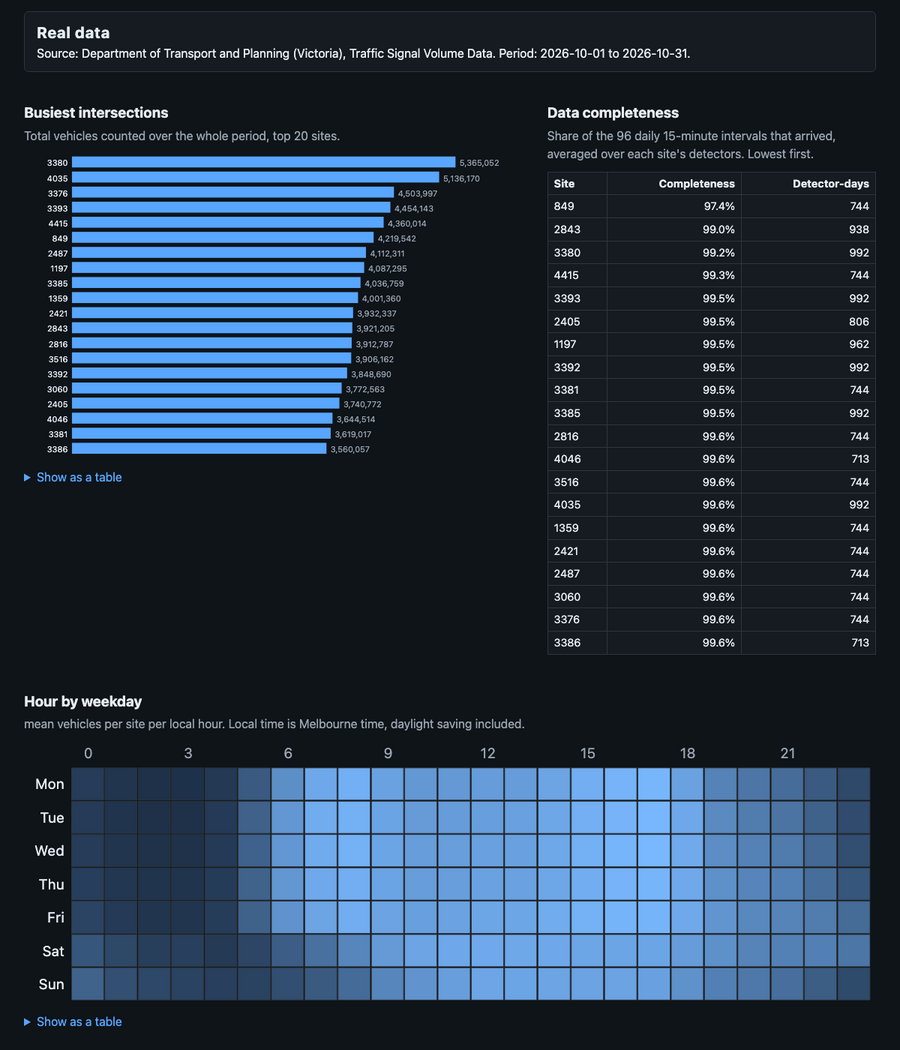 Real data
Source: Department of Transport and Planning (Victoria), Traffic Signal Volume Data. Period: 2026-10-01 to 2026-10-31.
Busiest intersections
Total vehicles counted over the whole period, top 20 sites.
3380 5,365,052
4035 5,136,170
3376 4,503,997
3393 4,454,143
4415 4,360,014
849 4,219,542
2487 4,112,311
1197 4,087,295
3385 4,036,759
1359 4,001,360
2421 3,932,337
2843 3,921,205
2816 3,912,787
3516 3,906,162
3392 3,848,690
3060 3,772,563
2405 3,740,772
4046 3,644,514
3381 3,619,017
3386 3,560,057
Show as a table
Data completeness
Share of the 96 daily 15-minute intervals that arrived,
averaged over each site's detectors. Lowest first.
Site Completeness Detector-days
849 97.4% 744
2843 99.0% 938
3380 99.2% 992
4415 99.3% 744
3393 99.5% 992
2405 99.5% 806
1197 99.5% 962
3392 99.5% 992
3381 99.5% 744
3385 99.5% 992
2816 99.6% 744
4046 99.6% 713
3516 99.6% 744
4035 99.6% 992
1359 99.6% 744
2421 99.6% 744
2487 99.6% 744
3060 99.6% 744
3376 99.6% 744
3386 99.6% 713
Hour by weekday
mean vehicles per site per local hour. Local time is Melbourne time, daylight saving included.
0 3 6 9 12 15 18 21
Mon
Tue
Wed
Thu
Fri
Sat
Sun
Show as a table